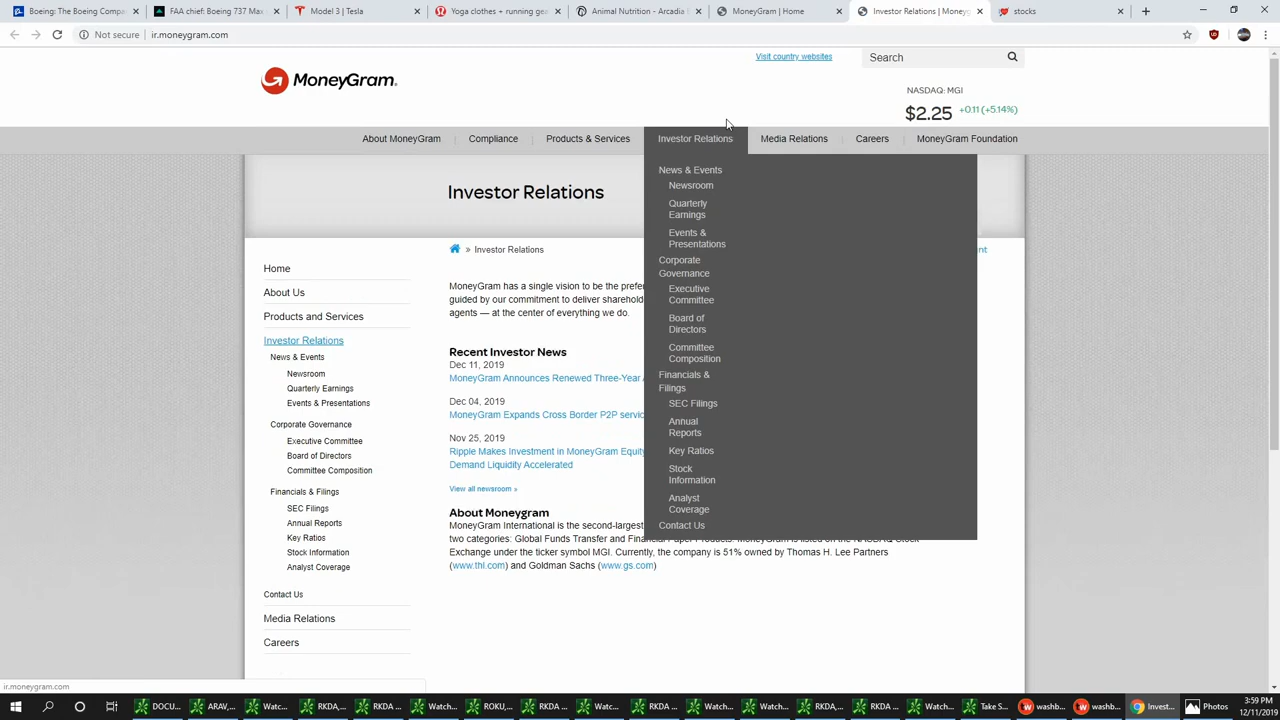 Boeing: The Boeing Comp
FAA chief: Boeing 737 Max
Model 3 | Tesla
Yoga clothes + running gea
Animal Nutrition - Arcadia
MoneyGram | Home
Investor Relations | Money
stocks
Not secure | ir.moneygram.com
Visit country websites
Search
MoneyGram
NASDAQ: MGI
$2.25 +0.11 (+5.14%)
About MoneyGram
Compliance
Products & Services
Investor Relations
Media Relations
Careers
MoneyGram Foundation
News & Events
Newsroom
Quarterly
Earnings
Events &
Presentations
Corporate
Governance
Executive
Committee
Board of
Directors
Committee
Composition
Financials &
Filings
SEC Filings
Annual
Reports
Key Ratios
Stock
Information
Analyst
Coverage
Contact Us
Investor Relations
» Investor Relations
nt
Home
About Us
Products and Services
Investor Relations
News & Events
Newsroom
Quarterly Earnings
Events & Presentations
Corporate Governance
Executive Committee
Board of Directors
Committee Composition
Financials & Filings
SEC Filings
Annual Reports
Key Ratios
Stock Information
Analyst Coverage
Contact Us
Media Relations
Careers
MoneyGram has a single vision to be the prefe
guided by our commitment to deliver sharehold
agents — at the center of everything we do.
Recent Investor News
Dec 11, 2019
MoneyGram Announces Renewed Three-Year
Dec 04, 2019
MoneyGram Expands Cross Border P2P servic
Nov 25, 2019
Ripple Makes Investment in MoneyGram Equity
Demand Liquidity Accelerated
View all newsroom »
About Moneygram
MoneyGram International is the second-largest
two categories: Global Funds Transfer and Financial Paper Products. MoneyGram is listed on the NASDAQ Stock
Exchange under the ticker symbol MGI. Currently, the company is 51% owned by Thomas H. Lee Partners
(www.thl.com) and Goldman Sachs (www.gs.com)
ir.moneygram.com
DOCU...
ARAV,...
Watc...
RKDA,...
RKDA ...
Watch...
ROKU,...
Watch...
RKDA ...
Watch...
RKDA,...
RKDA ...
Watch...
Take S...
washb...
washb...
Invest...
Photos
3:59 PM
12/11/2019